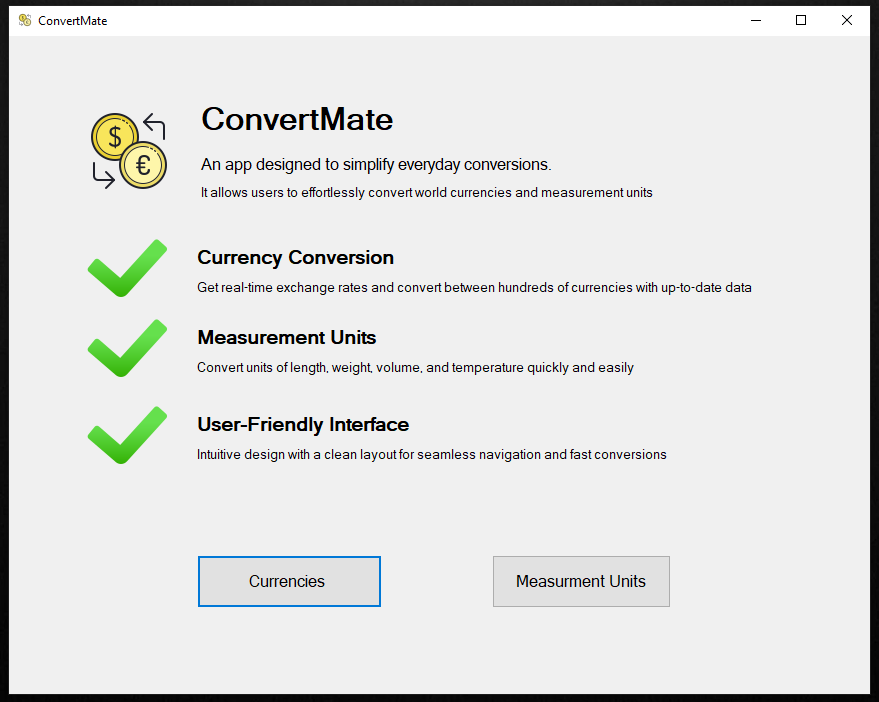 ConvertMate
$
€
ConvertMate
An app designed to simplify everyday conversions.
It allows users to effortlessly convert world currencies and measurement units
Currency Conversion
Get real-time exchange rates and convert between hundreds of currencies with up-to-date data
Measurement Units
Convert units of length, weight, volume, and temperature quickly and easily
User-Friendly Interface
Intuitive design with a clean layout for seamless navigation and fast conversions
Currencies
Measurment Units